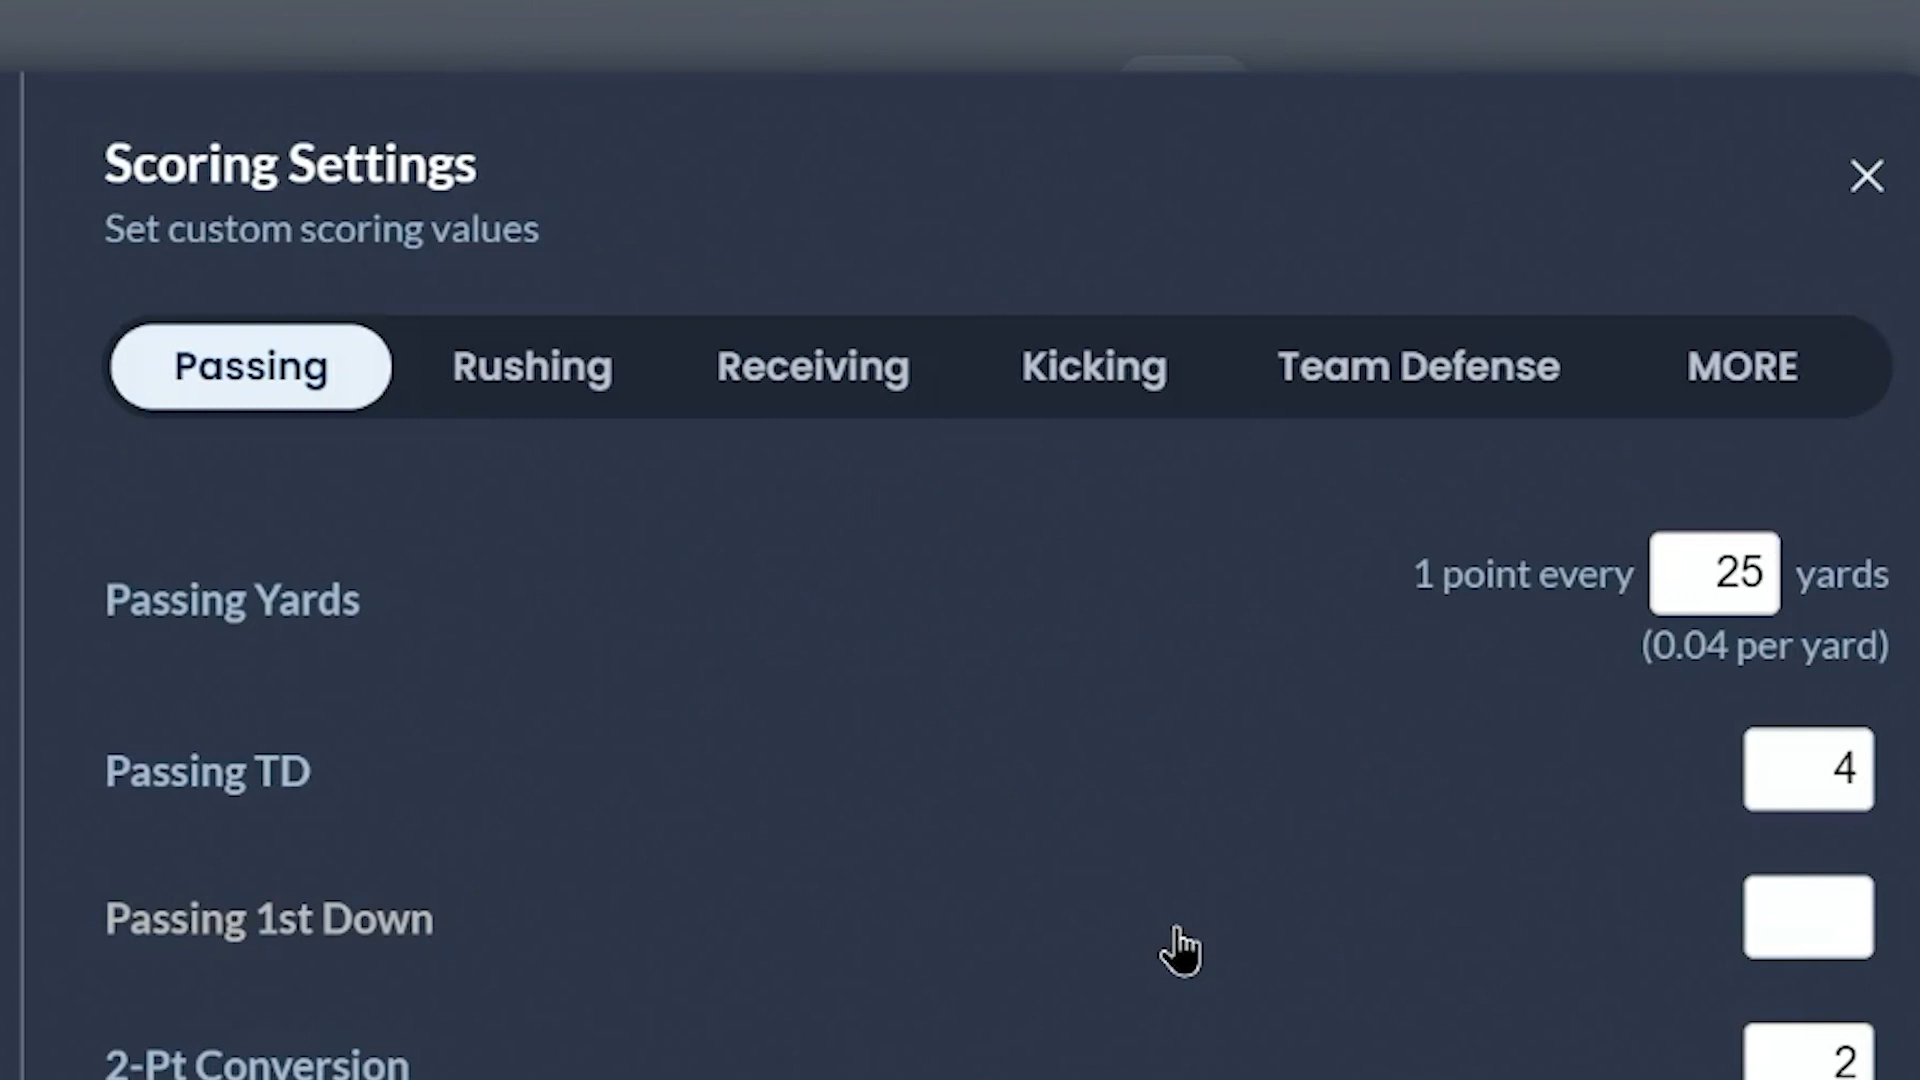 Scoring Settings
Set custom scoring values
Passing Rushing Receiving Kicking Team Defense MORE
Passing Yards 1 point every 25 yards
(0.04 per yard)
Passing TD 4
Passing 1st Down
2-Pt Conversion 2